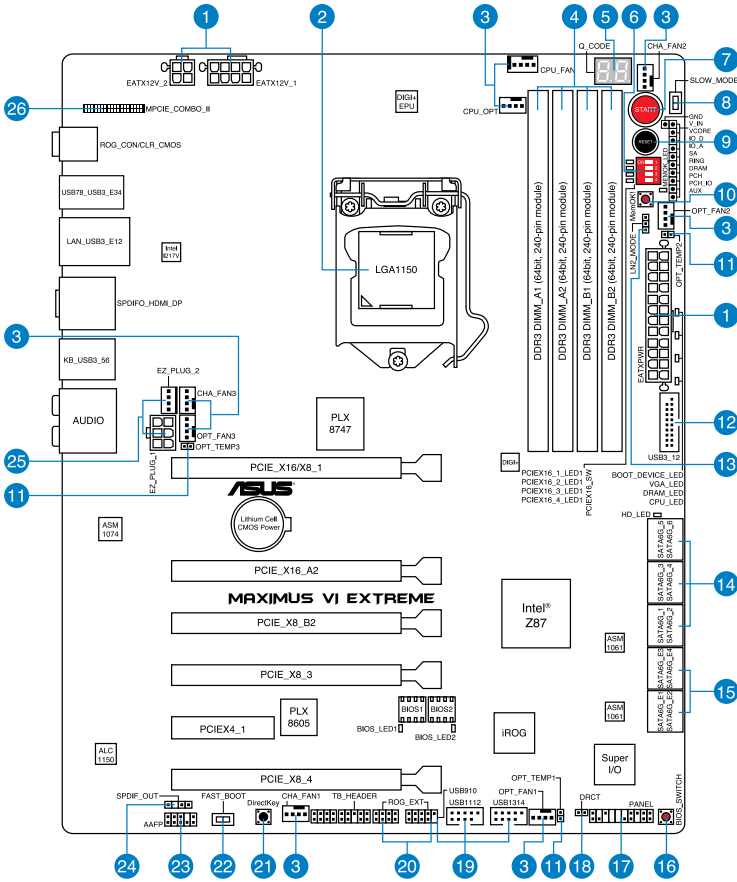 1
2
3
4
5
6
3
Q_CODE
CHA_FAN2
7
EATX12V_2
EATX12V_1
CPU_FAN
88
SLOW_MODE
8
DIGI+
EPU
CPU_OPT
START
26
MPCIE_COMBO_II
GND
V_IN
VCORE
IO_D
IO_A
SA
RING
DRAM
PCH
PCH_IO
AUX
RESET
9
ROG_CON/CLR_CMOS
MEMOK_LED
USB78_USB3_E34
MemOK!
10
OPT_FAN2
3
LAN_USB3_E12
Intel
I217V
LN2_MODE
OPT_TEMP2
11
LGA1150
DDR3 DIMM_A1 (64bit, 240-pin module)
DDR3 DIMM_A2 (64bit, 240-pin module)
DDR3 DIMM_B1 (64bit, 240-pin module)
DDR3 DIMM_B2 (64bit, 240-pin module)
SPDIFO_HDMI_DP
1
EATXPWR
3
KB_USB3_56
EZ_PLUG_2
CHA_FAN3
AUDIO
OPT_FAN3
OPT_TEMP3
PLX
8747
12
USB3_12
25
11
EZ_PLUG_1
13
DIGI+
PCIE_X16/X8_1
PCIEX16_1_LED1
PCIEX16_2_LED1
PCIEX16_3_LED1
PCIEX16_4_LED1
PCIEX16_SW
BOOT_DEVICE_LED
VGA_LED
DRAM_LED
CPU_LED
ASUS
Lithium Cell
CMOS Power
HD_LED
ASM
1074
SATA6G_5
SATA6G_6
PCIE_X16_A2
SATA6G_3
SATA6G_4
14
MAXIMUS VI EXTREME
Intel®
Z87
SATA6G_1
SATA6G_2
PCIE_X8_B2
ASM
1061
SATA6G_E3
SATA6G_E4
PCIE_X8_3
15
SATA6G_E1
SATA6G_E2
PLX
8605
BIOS1
BIOS2
ASM
1061
PCIEX4_1
BIOS_LED1
BIOS_LED2
iROG
ALC
1150
Super
I/O
PCIE_X8_4
OPT_TEMP1
BIOS_SWITCH
SPDIF_OUT
FAST_BOOT
DirectKey
CHA_FAN1
TB_HEADER
ROG_EXT
USB910
USB1112
USB1314
OPT_FAN1
DRCT
PANEL
AAFP
24
23
22
21
3
20
19
3
11
18
17
16